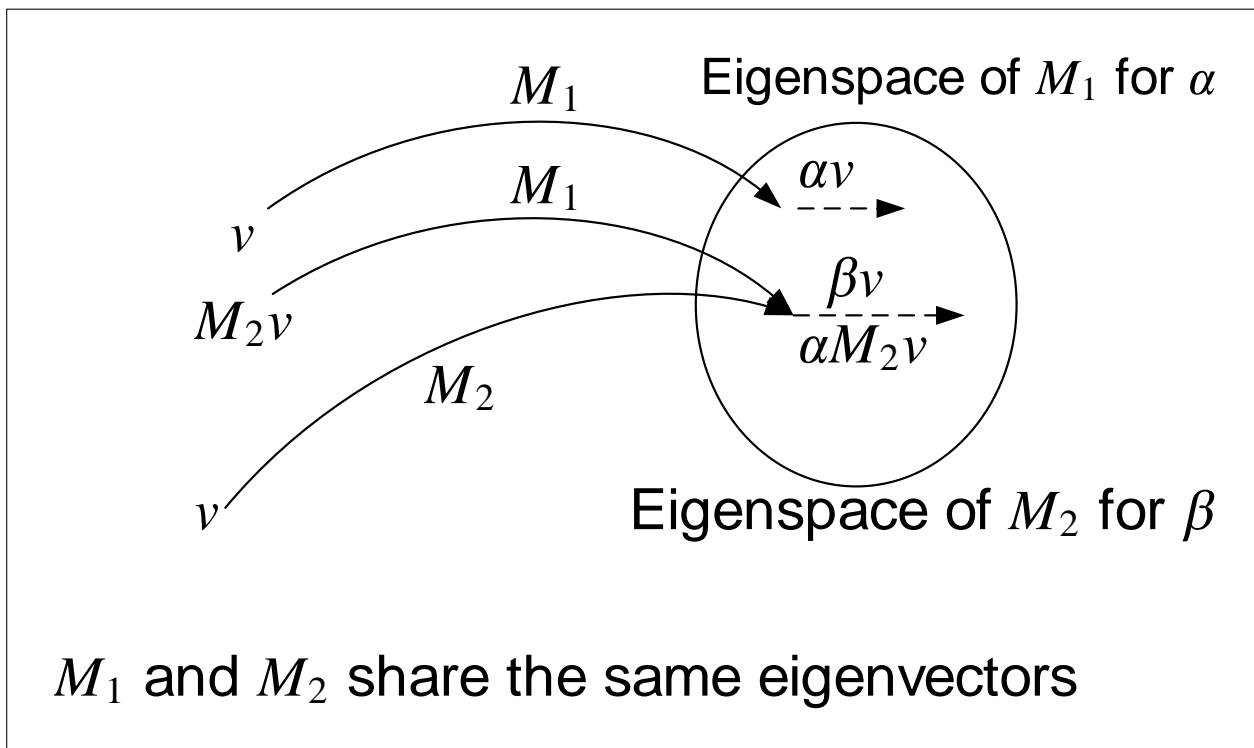 M₁
Eigenspace of M₁ for α
αv
M₁
v
βv
M₂v
αM₂v
M₂
v
Eigenspace of M₂ for β
M₁ and M₂ share the same eigenvectors